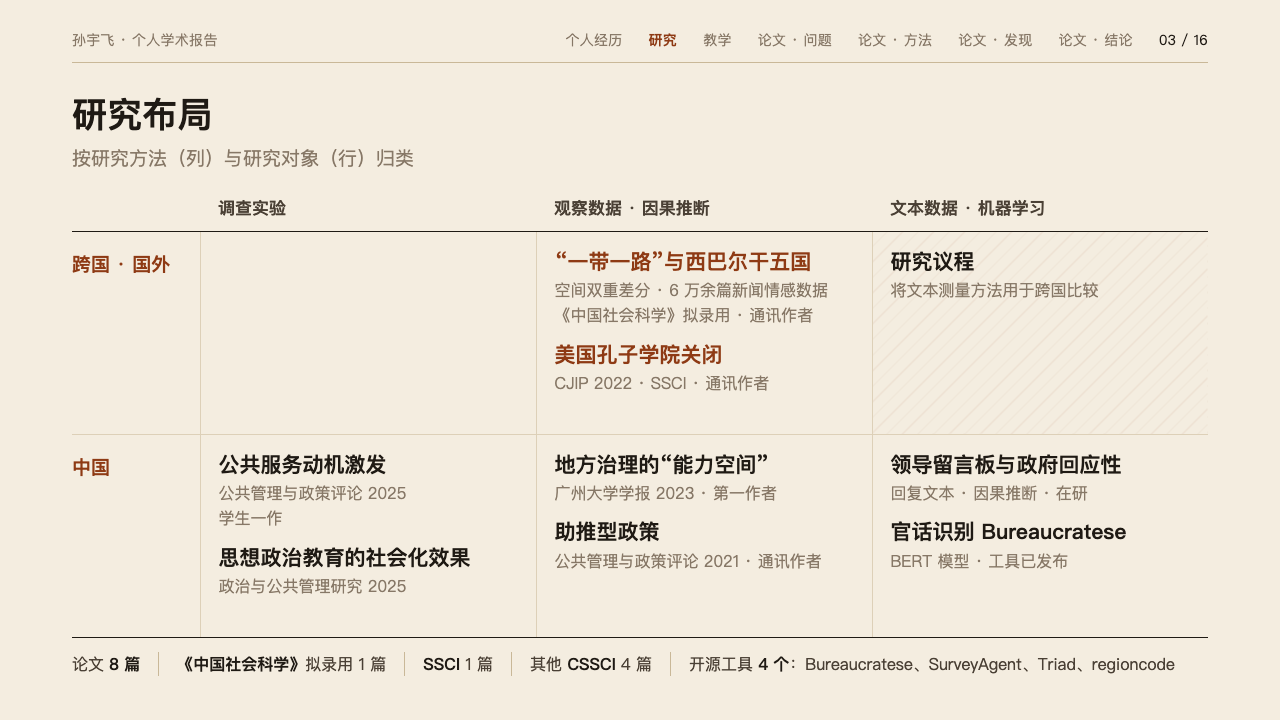 孙宇飞 · 个人学术报告
个人经历 研究 教学 论文 · 问题 论文 · 方法 论文 · 发现 论文 · 结论 03 / 16
研究布局
按研究方法（列）与研究对象（行）归类
调查实验 观察数据 · 因果推断 文本数据 · 机器学习
跨国 · 国外
“一带一路”与西巴尔干五国
空间双重差分 · 6 万余篇新闻情感数据
《中国社会科学》拟录用 · 通讯作者
美国孔子学院关闭
CJIP 2022 · SSCI · 通讯作者
研究议程
将文本测量方法用于跨国比较
中国
公共服务动机激发
公共管理与政策评论 2025
学生一作
思想政治教育的社会化效果
政治与公共管理研究 2025
地方治理的“能力空间”
广州大学学报 2023 · 第一作者
助推型政策
公共管理与政策评论 2021 · 通讯作者
领导留言板与政府回应性
回复文本 · 因果推断 · 在研
官话识别 Bureaucratese
BERT 模型 · 工具已发布
论文 8 篇 《中国社会科学》拟录用 1 篇 SSCI 1 篇 其他 CSSCI 4 篇 开源工具 4 个：Bureaucratese、SurveyAgent、Triad、regioncode